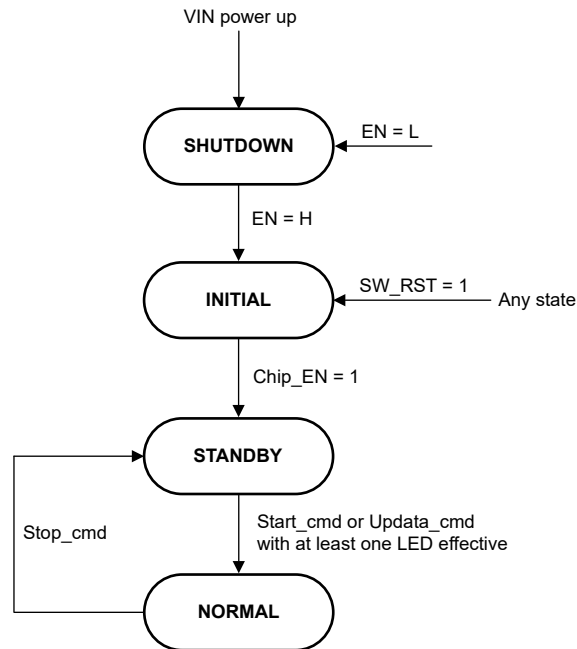 VIN power up
SHUTDOWN
EN = L
EN = H
INITIAL
SW_RST = 1
Any state
Chip_EN = 1
STANDBY
Stop_cmd
Start_cmd or Updata_cmd
with at least one LED effective
NORMAL